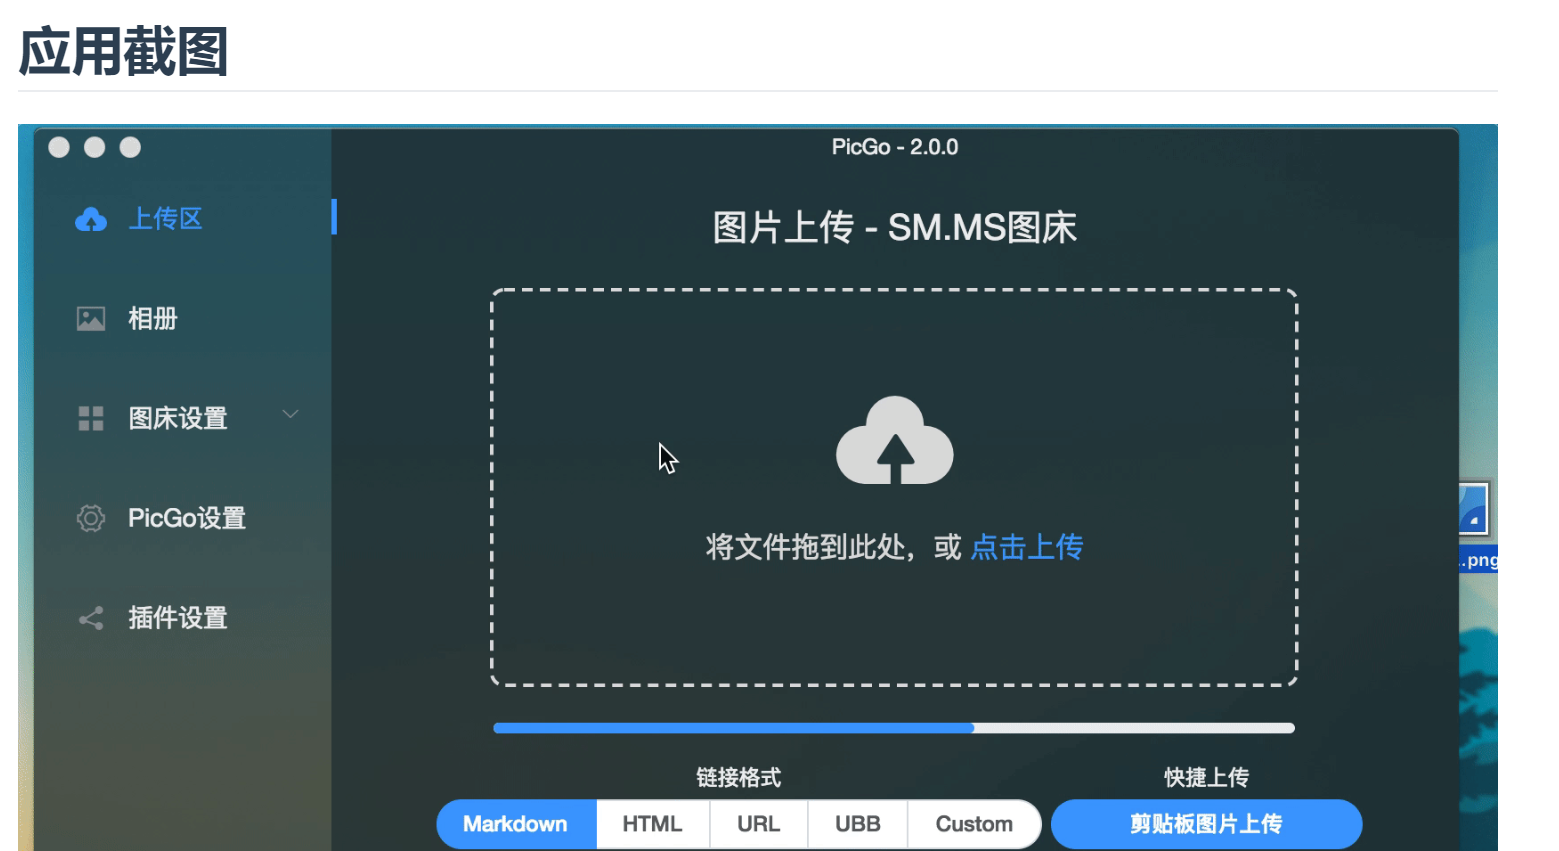 应用截图
PicGo - 2.0.0
上传区
相册
图床设置
PicGo设置
插件设置
图片上传 - SM.MS图床
将文件拖到此处，或 点击上传
.png
链接格式
快捷上传
Markdown HTML URL UBB Custom
剪贴板图片上传